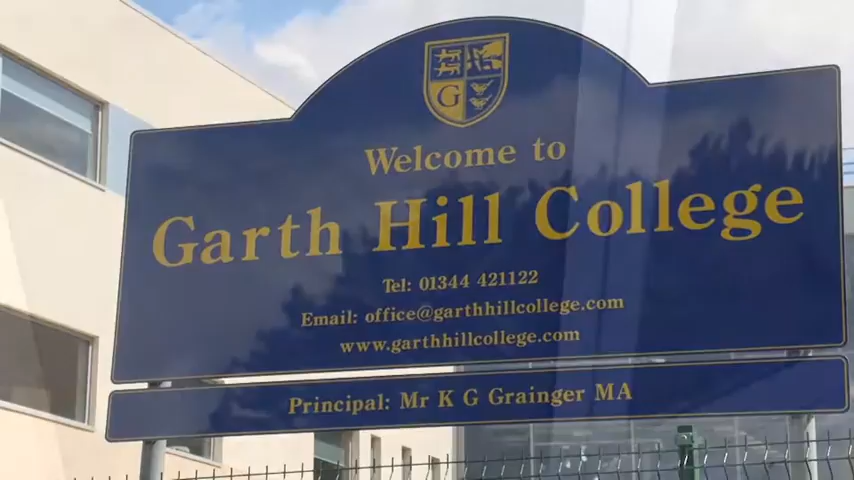 G
Welcome to
Garth Hill College
Tel: 01344 421122
Email: office@garthhillcollege.com
www.garthhillcollege.com
Principal: Mr K G Grainger MA